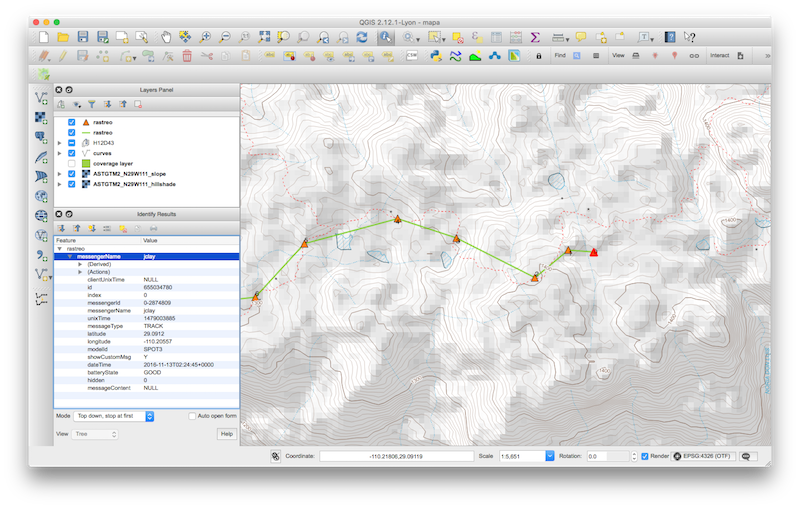 QGIS 2.12.1-Lyon - mapa
CSW
Find
View
Interact
Layers Panel
rastreo
rastreo
H12D43
curves
coverage layer
ASTGTM2_N29W111_slope
ASTGTM2_N29W111_hillshade
Identify Results
Feature Value
rastreo
messengerName jclay
(Derived)
(Actions)
clientUnixTime NULL
id 655034780
index 0
messengerId 0-2874809
messengerName jclay
unixTime 1479003885
messageType TRACK
latitude 29.0912
longitude -110.20557
modelId SPOT3
showCustomMsg Y
dateTime 2016-11-13T02:24:45+0000
batteryState GOOD
hidden 0
messageContent NULL
Mode Top down, stop at first Auto open form
View Tree Help
Coordinate: -110.21806,29.09119 Scale 1:5,651 Rotation: 0.0 Render EPSG:4326 (OTF)